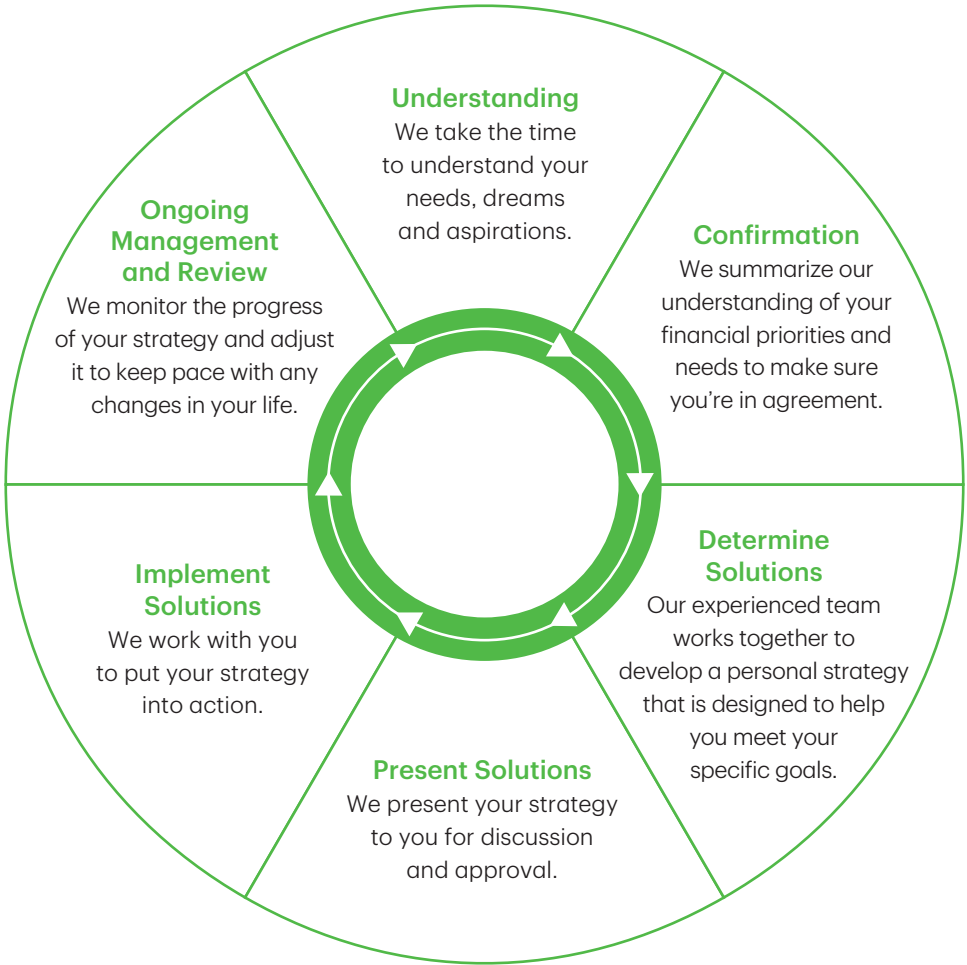 Understanding
We take the time
to understand your
needs, dreams
and aspirations.
Confirmation
We summarize our
understanding of your
financial priorities and
needs to make sure
you’re in agreement.
Determine
Solutions
Our experienced team
works together to
develop a personal strategy
that is designed to help
you meet your
specific goals.
Present Solutions
We present your strategy
to you for discussion
and approval.
Implement
Solutions
We work with you
to put your strategy
into action.
Ongoing
Management
and Review
We monitor the progress
of your strategy and adjust
it to keep pace with any
changes in your life.